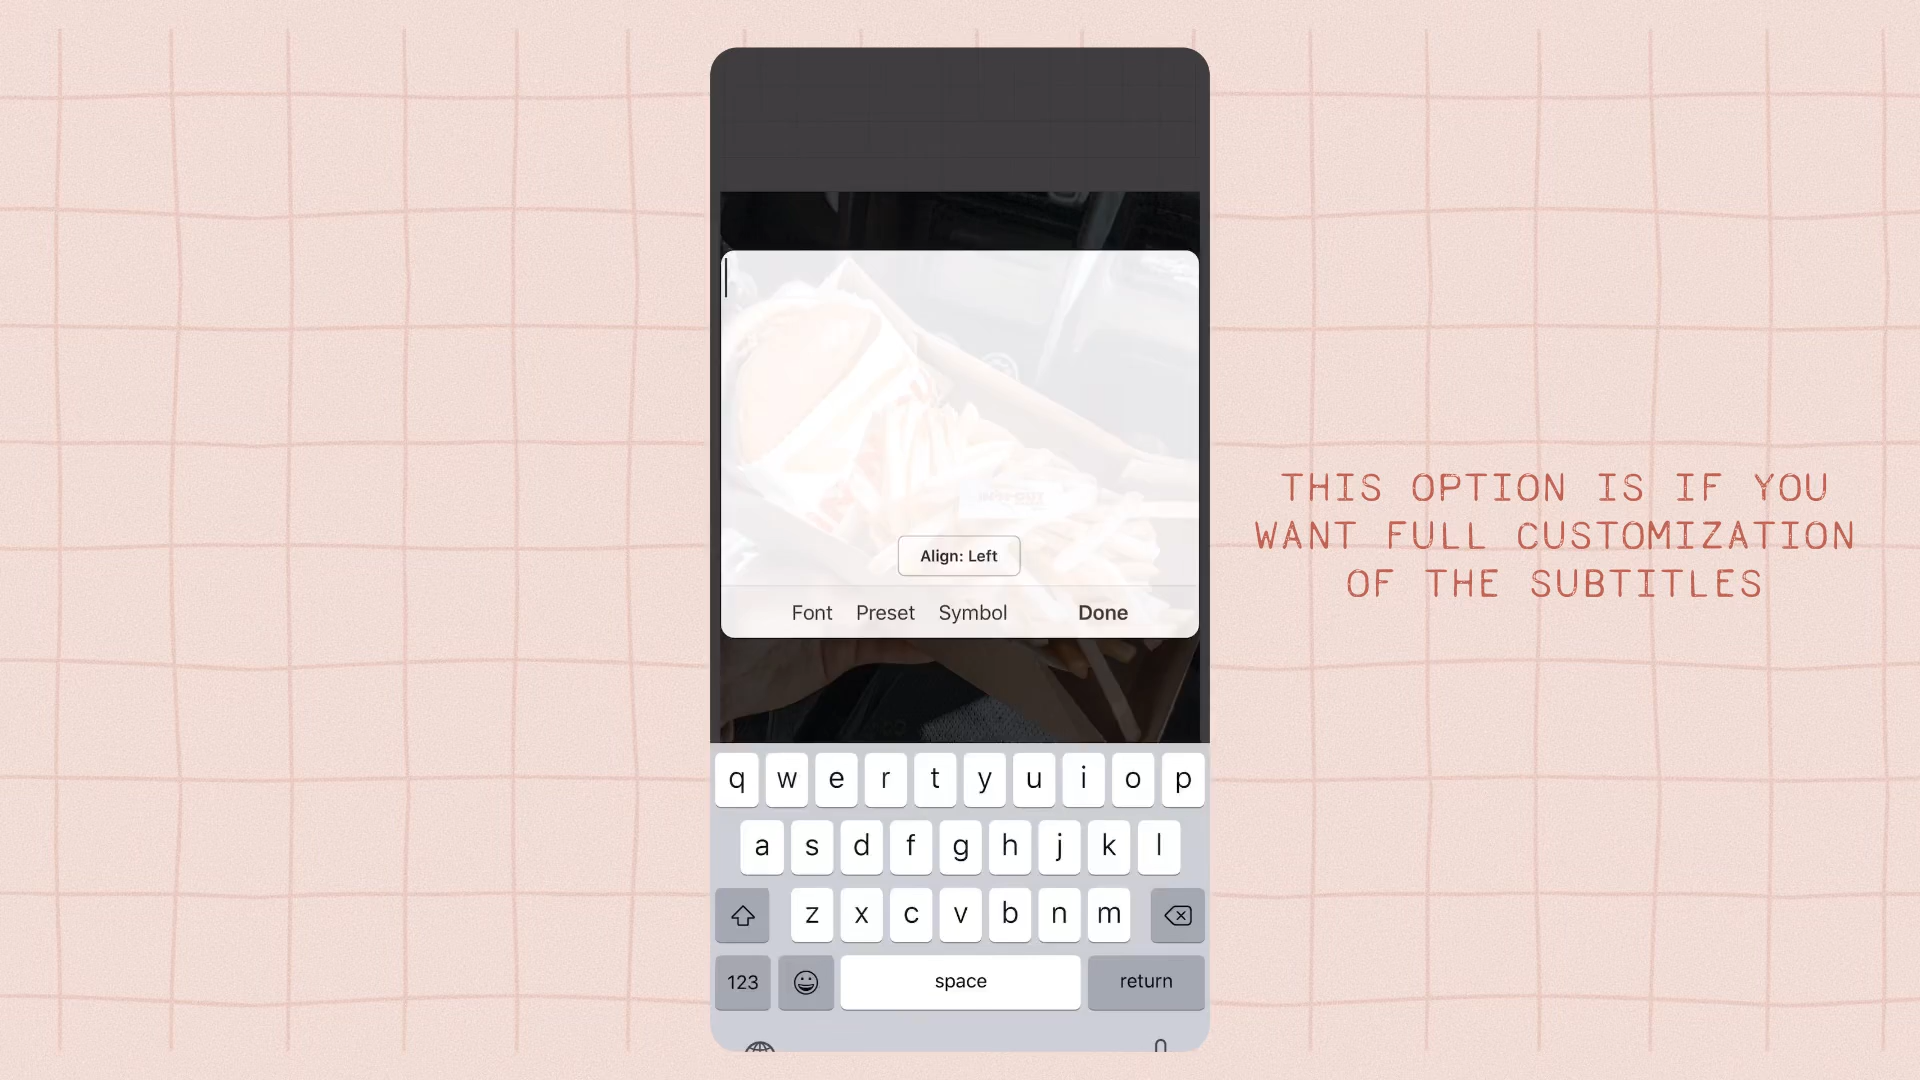 Align: Left
Font Preset Symbol Done
THIS OPTION IS IF YOU
WANT FULL CUSTOMIZATION
OF THE SUBTITLES
q w e r t y u i o p
a s d f g h j k l
z x c v b n m
123 space return